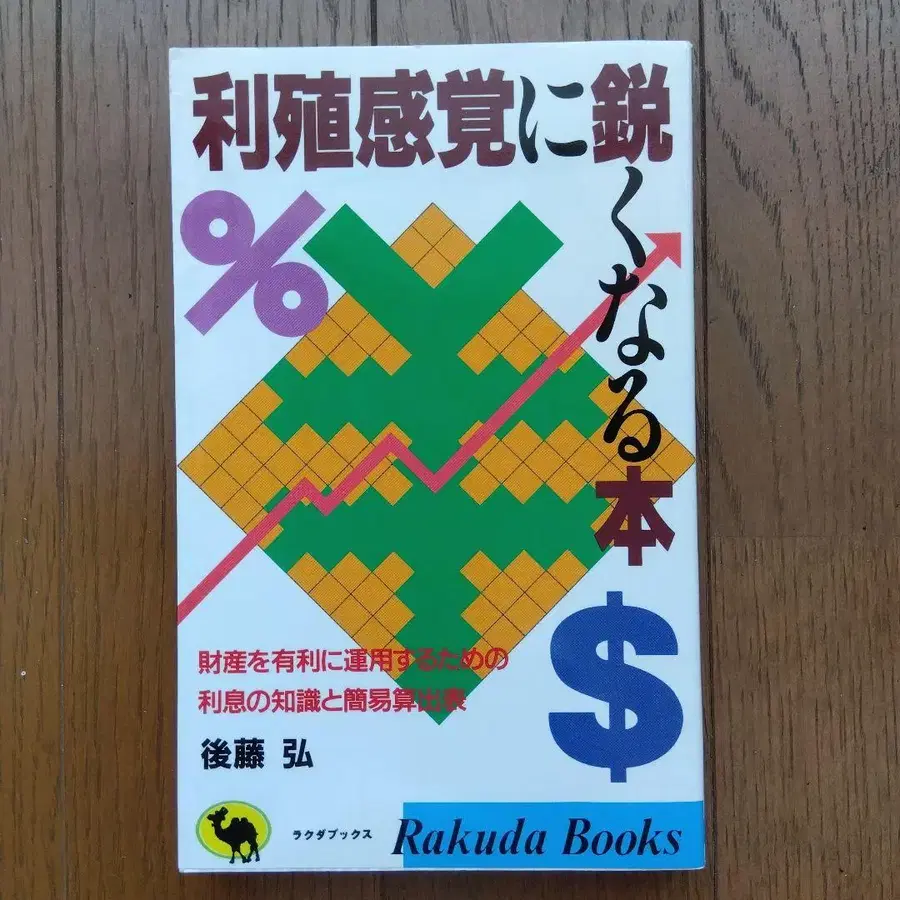 利殖感覚に鋭くなる本
%
¥
$
財産を有利に運用するための
利息の知識と簡易算出表
後藤 弘
ラクダブックス
Rakuda Books